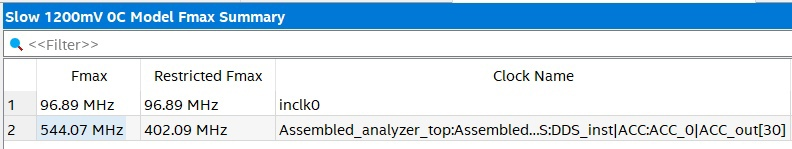 Slow 1200mV 0C Model Fmax Summary
<<Filter>>
Fmax Restricted Fmax Clock Name
1 96.89 MHz 96.89 MHz inclk0
2 544.07 MHz 402.09 MHz Assembled_analyzer_top:Assembled...S:DDS_inst|ACC:ACC_0|ACC_out[30]